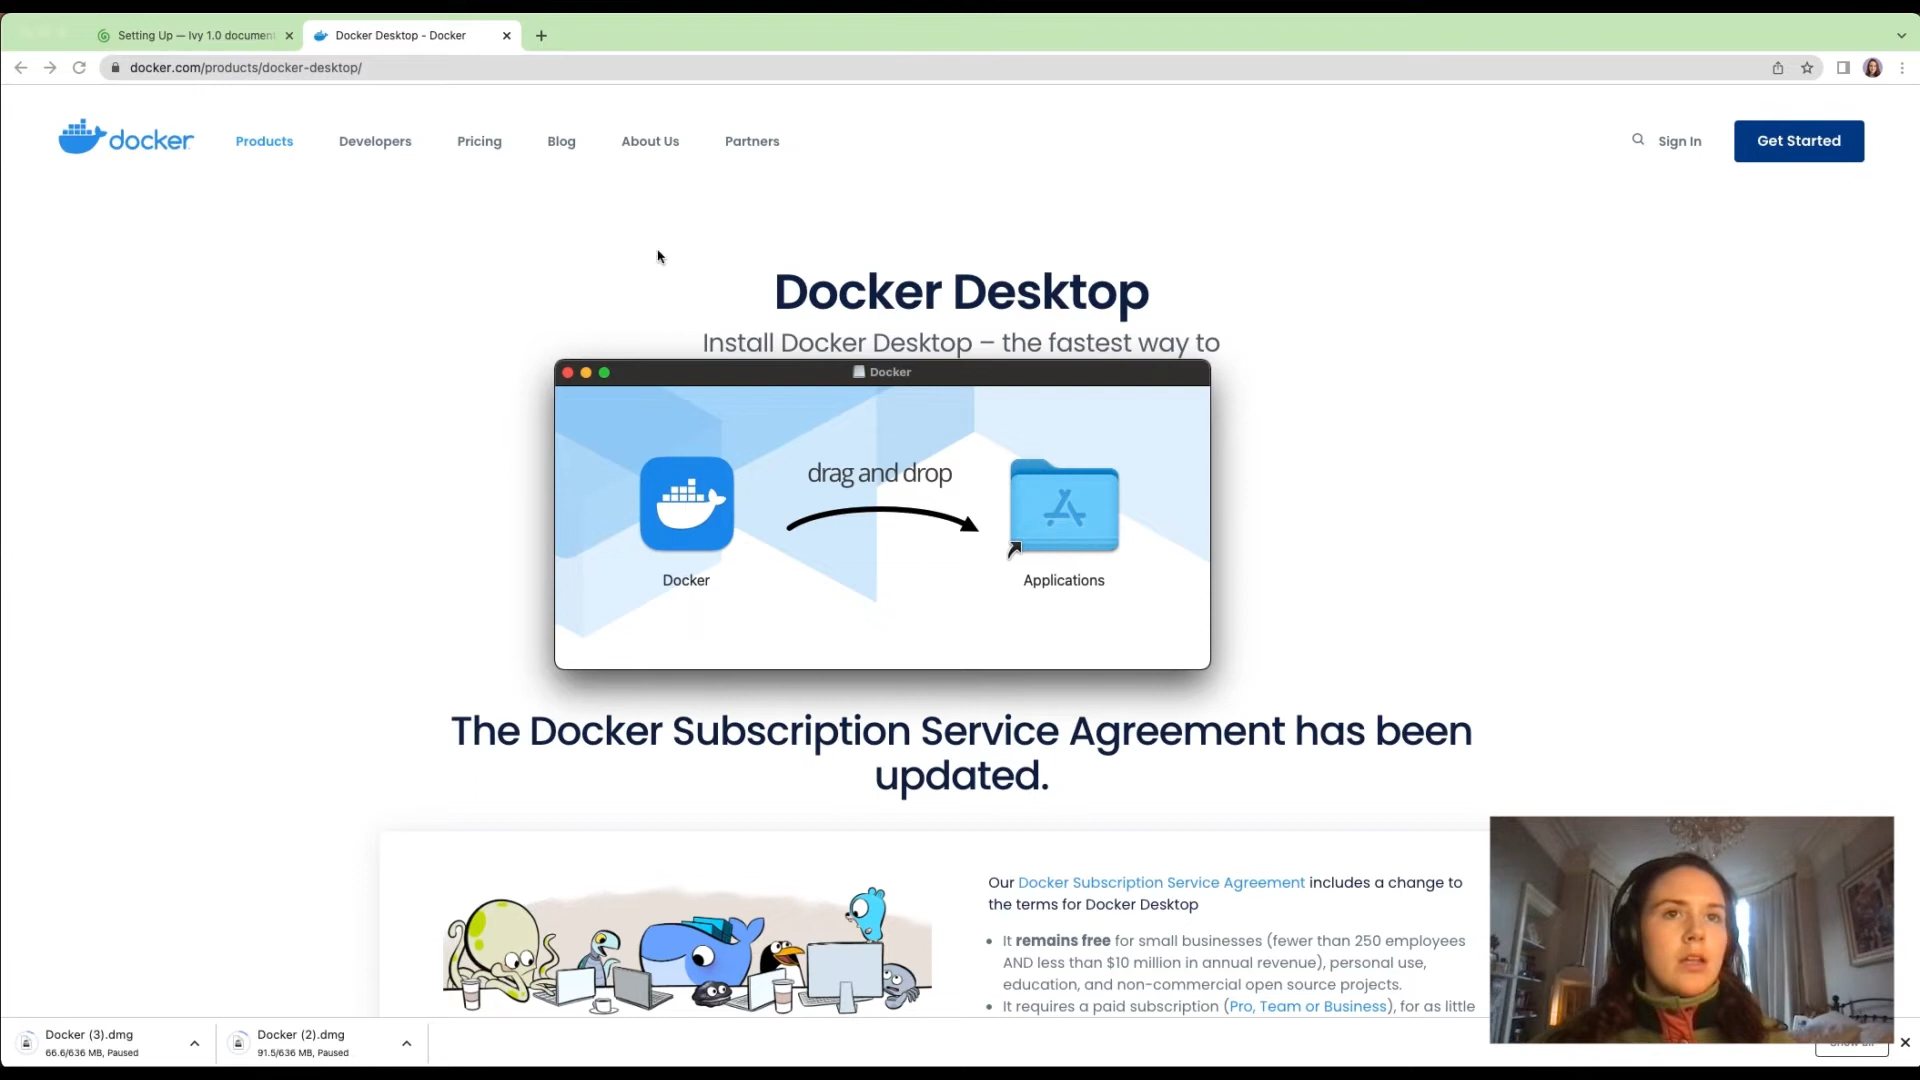 Setting Up — Ivy 1.0 document
Docker Desktop - Docker
docker.com/products/docker-desktop/
docker
Products
Developers
Pricing
Blog
About Us
Partners
Sign In
Get Started
Docker Desktop
Install Docker Desktop – the fastest way to
Docker
drag and drop
Docker
Applications
The Docker Subscription Service Agreement has been
updated.
Our Docker Subscription Service Agreement includes a change to
the terms for Docker Desktop
• It remains free for small businesses (fewer than 250 employees
AND less than $10 million in annual revenue), personal use,
education, and non-commercial open source projects.
• It requires a paid subscription (Pro, Team or Business), for as little
Docker (3).dmg
66.6/636 MB, Paused
Docker (2).dmg
91.5/636 MB, Paused